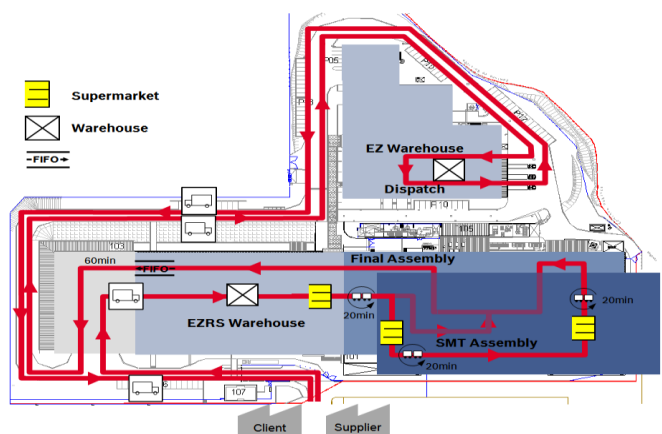 Supermarket
Warehouse
FIFO
P05
EZ Warehouse
Dispatch
105
103
60min
FIFO
Final Assembly
EZRS Warehouse
20min
20min
SMT Assembly
20min
101
107
Client
Supplier